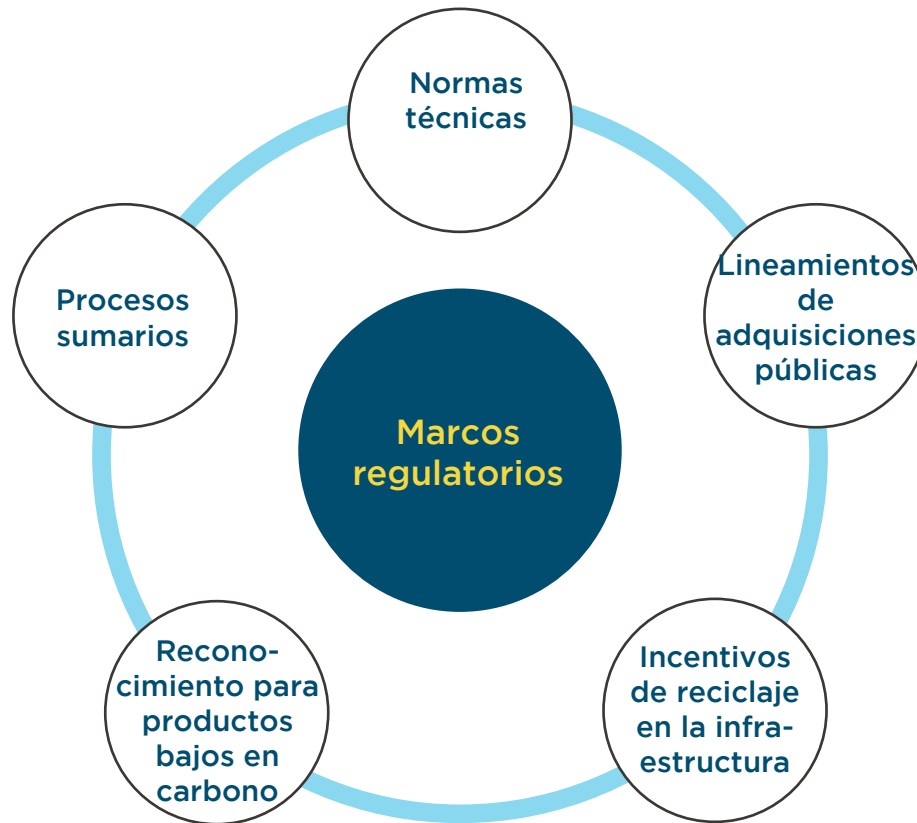 Normas
técnicas
Lineamientos
de
adquisiciones
públicas
Procesos
sumarios
Marcos
regulatorios
Recono-
cimiento para
productos
bajos en
carbono
Incentivos
de reciclaje
en la infra-
estructura